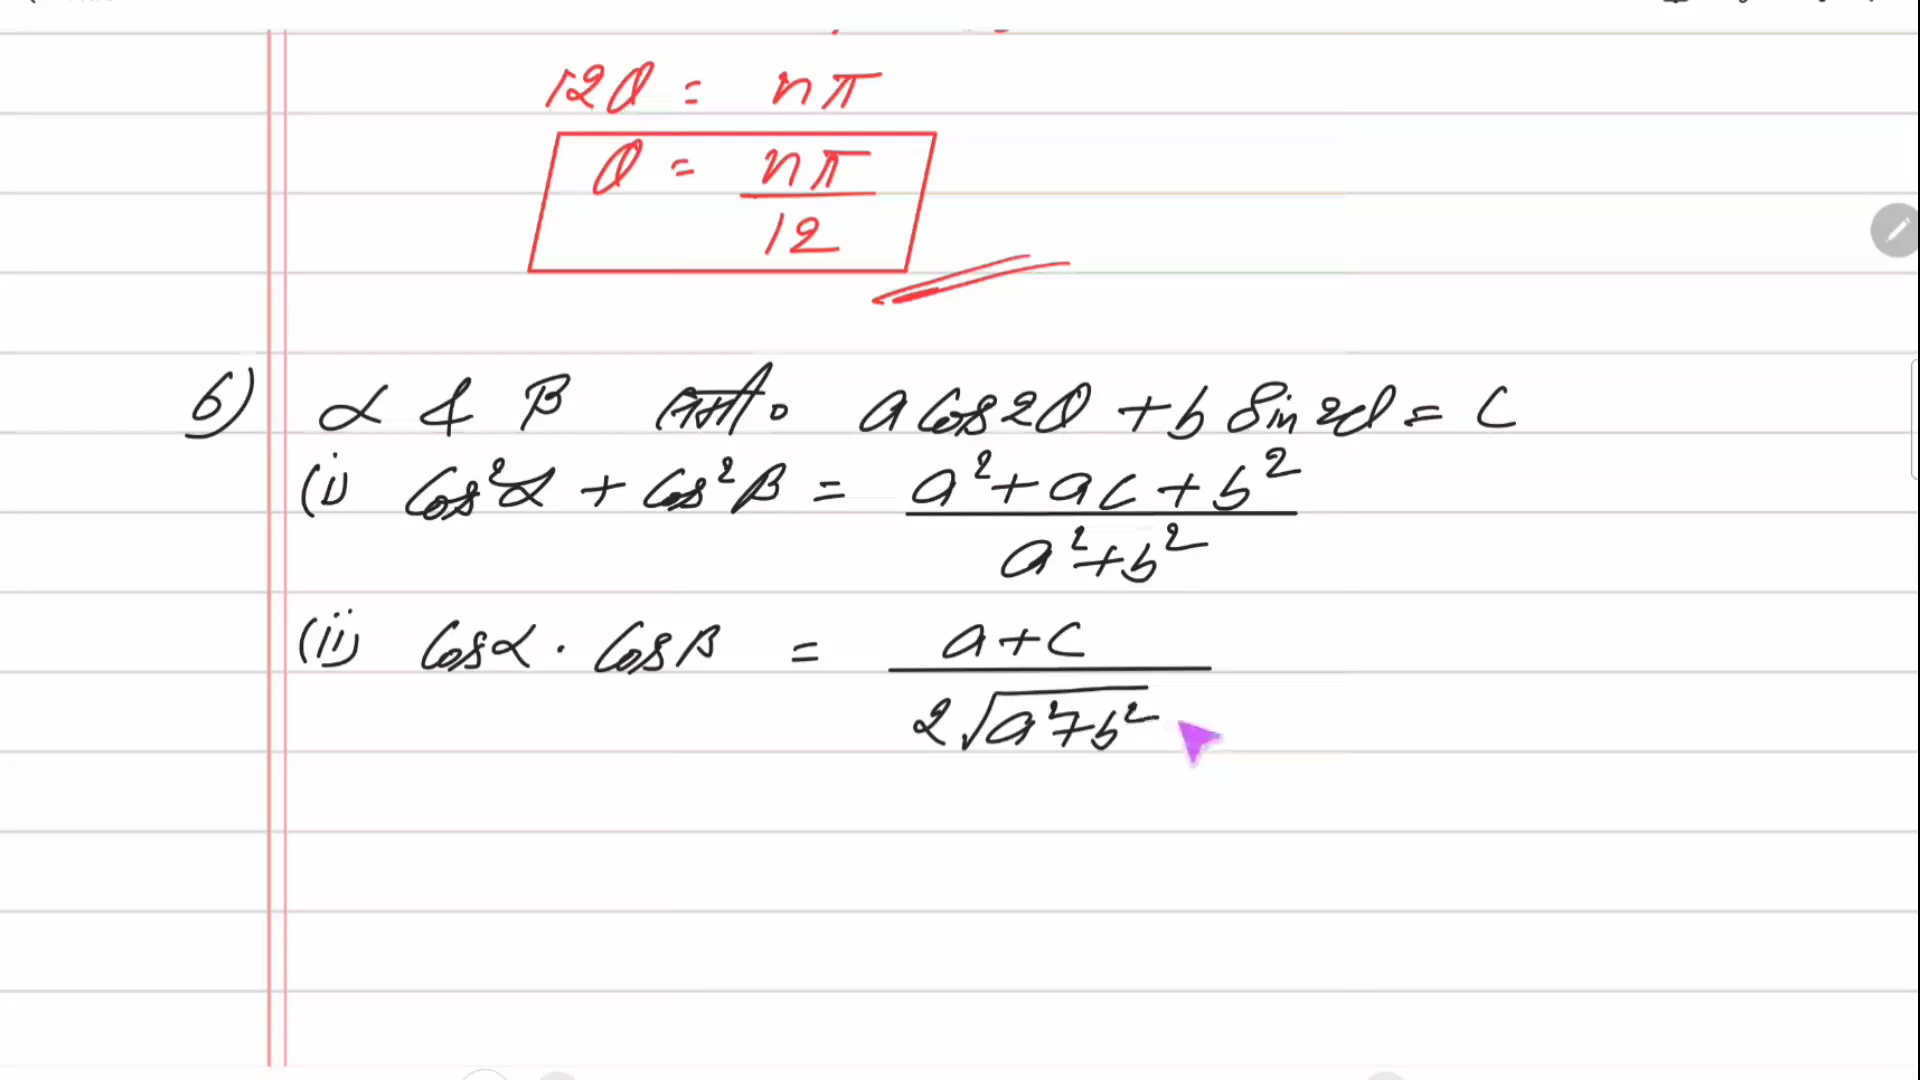 12θ = nπ
θ = nπ/12
6) α & β a cos2θ + b Sin2θ = c
(i) Cos²α + Cos²β = (a² + ac + b²)/(a² + b²)
(ii) Cosα · Cosβ = (a + c)/(2√(a² + b²))